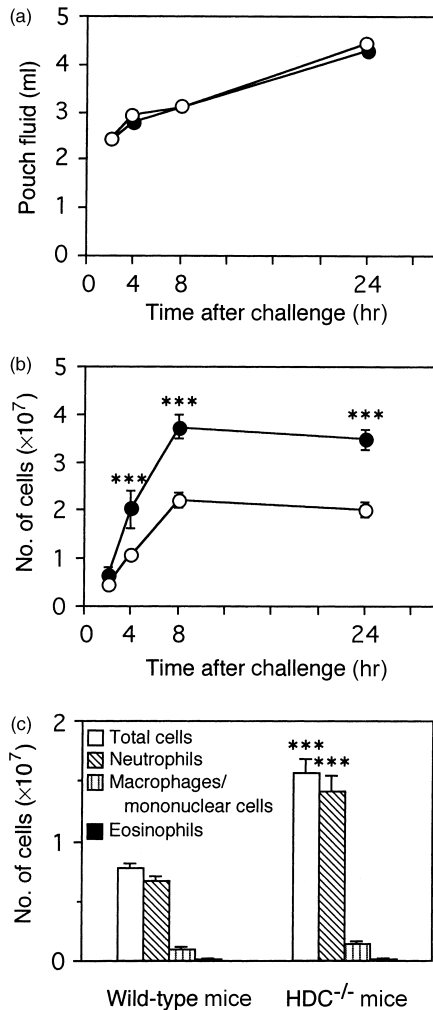 (a)
Pouch fluid (ml)
5
4
3
2
1
0
0 4 8 24
Time after challenge (hr)
(b)
No. of cells (×10⁷)
5
4
3
2
1
0
***
***
***
0 4 8 24
Time after challenge (hr)
(c)
No. of cells (×10⁷)
2
1
0
Total cells
Neutrophils
Macrophages/
mononuclear cells
Eosinophils
***
***
Wild-type mice HDC⁻/⁻ mice